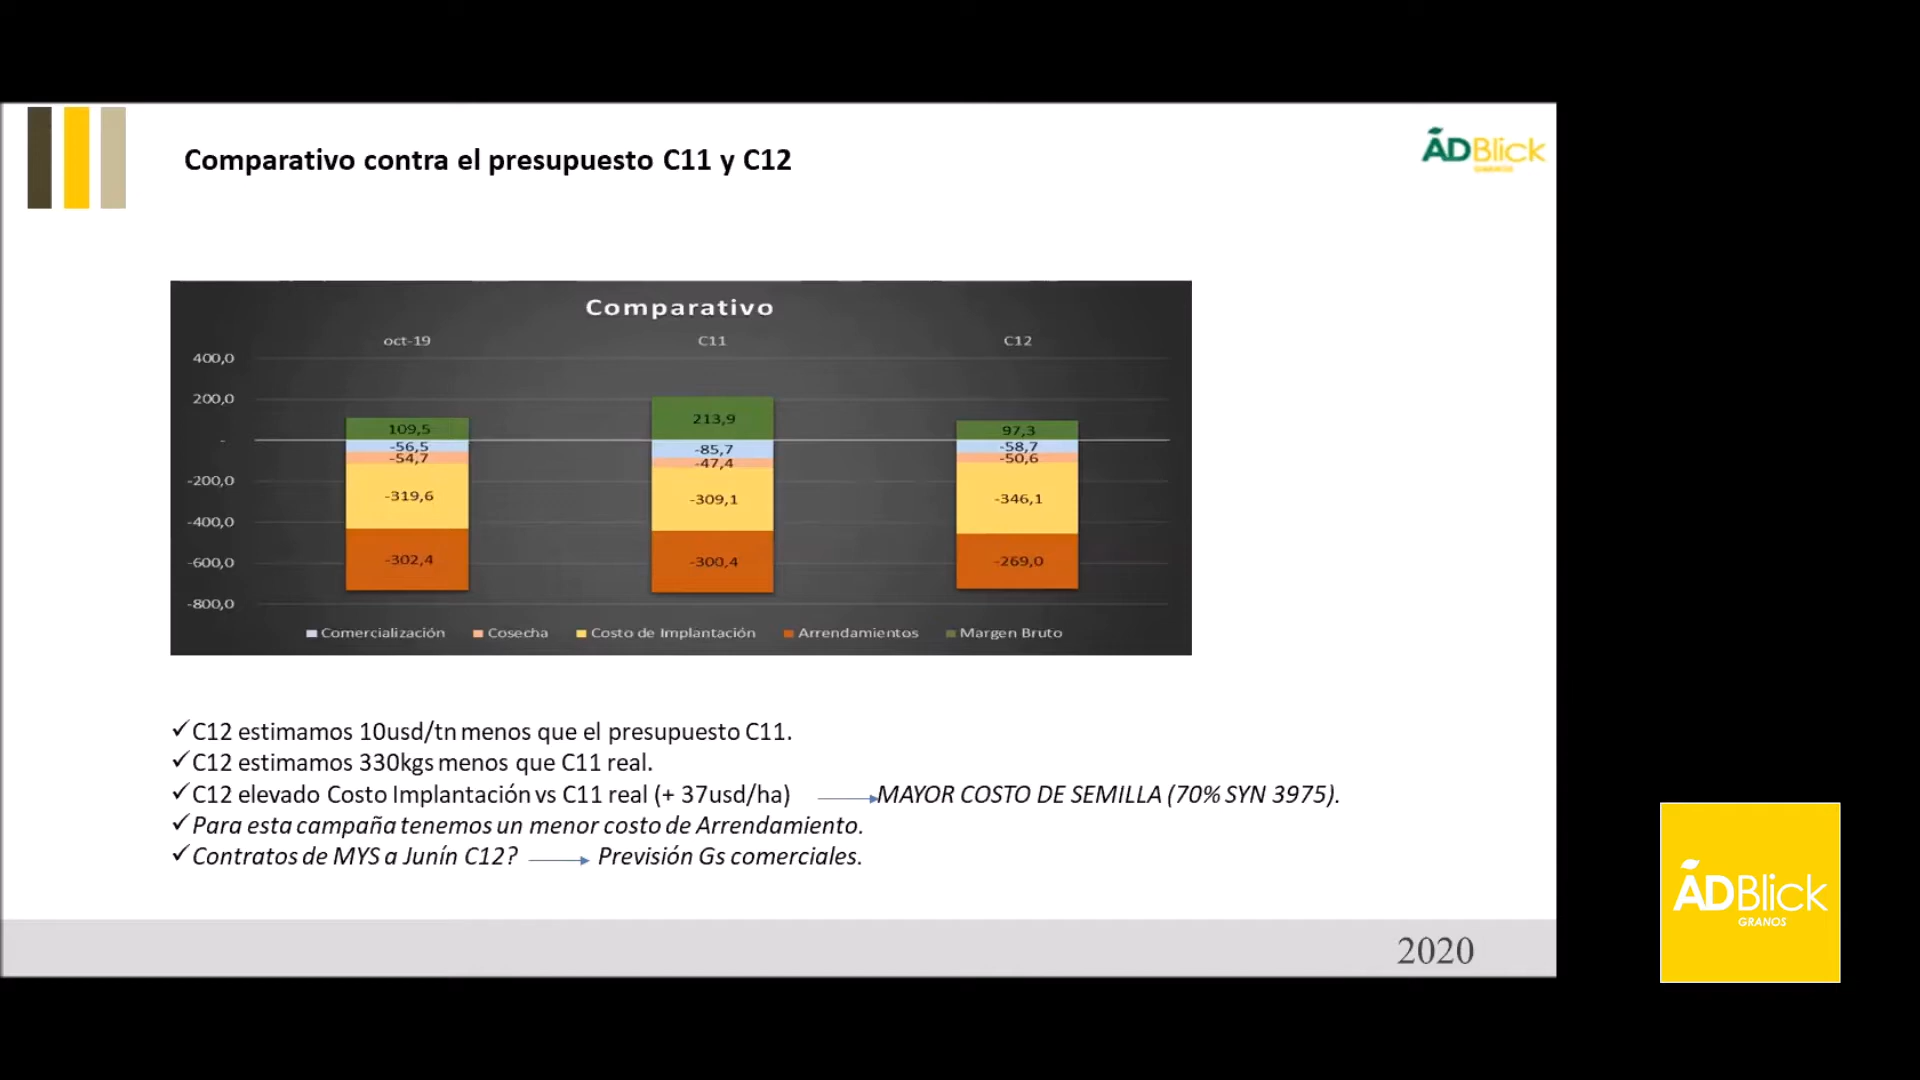 Comparativo contra el presupuesto C11 y C12
ÁDBlick
Comparativo
oct-19 C11 C12
400,0
200,0
-
-200,0
-400,0
-600,0
-800,0
109,5 213,9 97,3
-56,5 -85,7 -58,7
-54,7 -47,4 -50,6
-319,6 -309,1 -346,1
-302,4 -300,4 -269,0
Comercialización Cosecha Costo de Implantación Arrendamientos Margen Bruto
✓C12 estimamos 10usd/tn menos que el presupuesto C11.
✓C12 estimamos 330kgs menos que C11 real.
✓C12 elevado Costo Implantación vs C11 real (+ 37usd/ha) MAYOR COSTO DE SEMILLA (70% SYN 3975).
✓Para esta campaña tenemos un menor costo de Arrendamiento.
✓Contratos de MYS a Junín C12? Previsión Gs comerciales.
2020
ÁDBlick
GRANOS